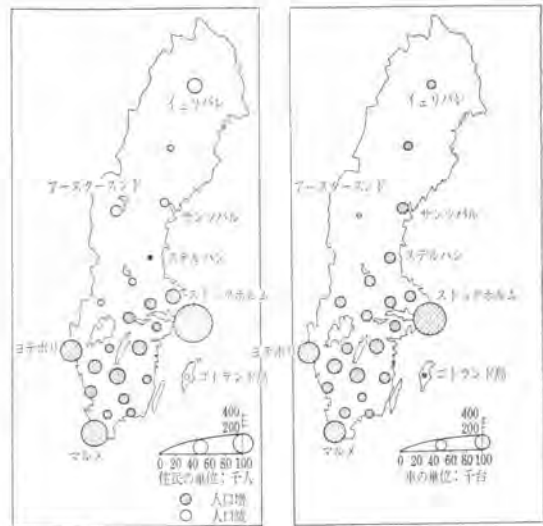 イェリバレ
アースタースンド
サンツバル
ステルハン
ストックホルム
ヨテボリ
ゴトランド島
マルメ
400
200
0 20 40 60 80 100
住民の単位：千人
人口増
人口減
イェリバレ
アースタースンド
サンツバル
ステルハン
ストックホルム
ヨテボリ
ゴトランド島
マルメ
400
200
0 20 40 60 80 100
車の単位：千台